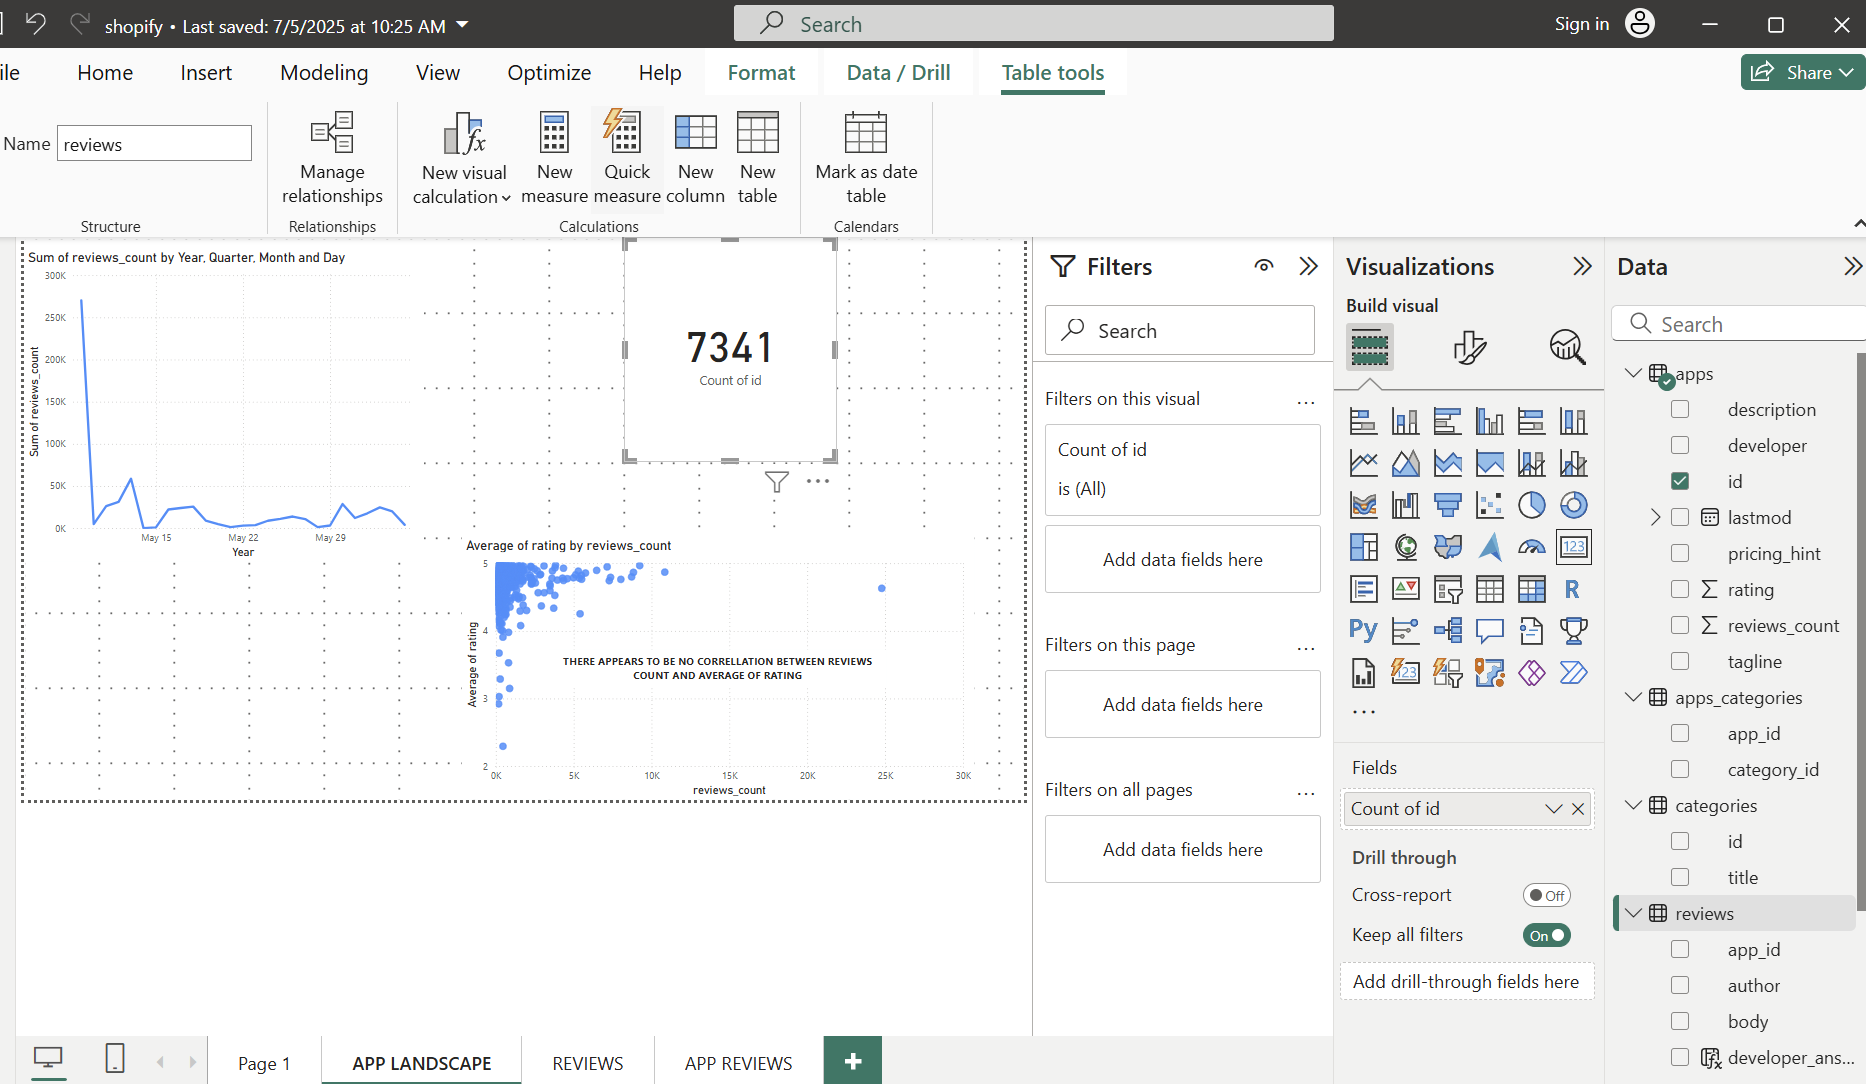 shopify • Last saved: 7/5/2025 at 10:25 AM
Search
Sign in
ile
Home
Insert
Modeling
View
Optimize
Help
Format
Data / Drill
Table tools
Share
Name
reviews
Manage
relationships
New visual
calculation
New
measure
Quick
measure
New
column
New
table
Mark as date
table
Structure
Relationships
Calculations
Calendars
Sum of reviews_count by Year, Quarter, Month and Day
Sum of reviews_count
300K
250K
200K
150K
100K
50K
0K
May 15
May 22
May 29
Year
7341
Count of id
Average of rating by reviews_count
Average of rating
5
4
3
2
THERE APPEARS TO BE NO CORRELLATION BETWEEN REVIEWS
COUNT AND AVERAGE OF RATING
0K
5K
10K
15K
20K
25K
30K
reviews_count
Filters
Search
Filters on this visual
...
Count of id
is (All)
Add data fields here
Filters on this page
...
Add data fields here
Filters on all pages
...
Add data fields here
Visualizations
Build visual
123
R
Py
123
...
Fields
Count of id
Drill through
Cross-report
Off
Keep all filters
On
Add drill-through fields here
Data
Search
apps
description
developer
id
lastmod
pricing_hint
∑ rating
∑ reviews_count
tagline
apps_categories
app_id
category_id
categories
id
title
reviews
app_id
author
body
developer_ans...
Page 1
APP LANDSCAPE
REVIEWS
APP REVIEWS
+